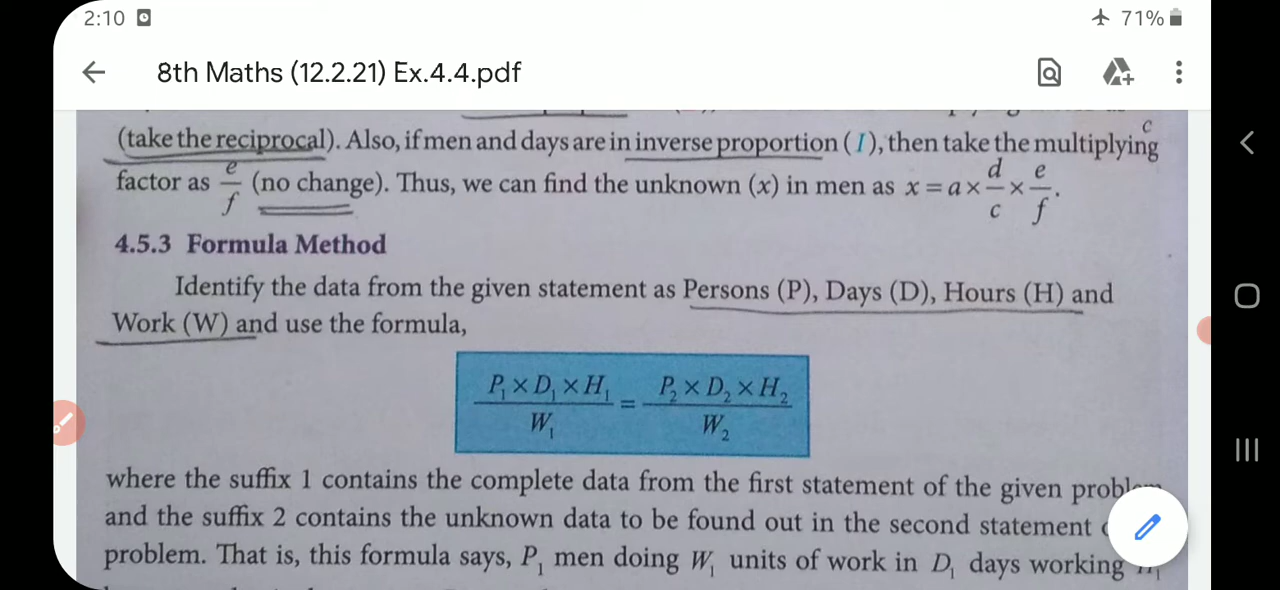 2:10
71%
8th Maths (12.2.21) Ex.4.4.pdf
c
(take the reciprocal). Also, if men and days are in inverse proportion (I), then take the multiplying
factor as e/f (no change). Thus, we can find the unknown (x) in men as x = a × d/c × e/f.
4.5.3 Formula Method
Identify the data from the given statement as Persons (P), Days (D), Hours (H) and
Work (W) and use the formula,
P₁ × D₁ × H₁ / W₁ = P₂ × D₂ × H₂ / W₂
where the suffix 1 contains the complete data from the first statement of the given
and the suffix 2 contains the unknown data to be found out in the second statement
problem. That is, this formula says, P₁ men doing W₁ units of work in D₁ days working H₁